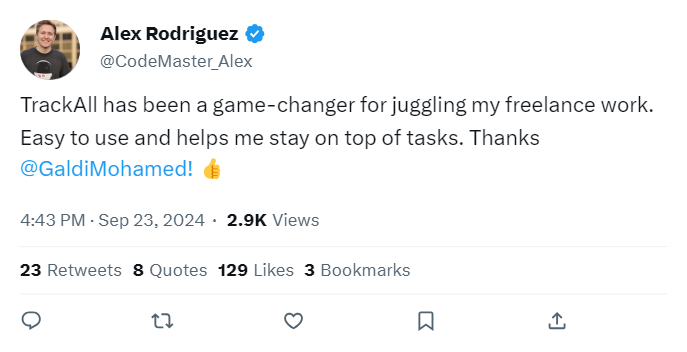 Alex Rodriguez
@CodeMaster_Alex
TrackAll has been a game-changer for juggling my freelance work.
Easy to use and helps me stay on top of tasks. Thanks
@GaldiMohamed! 👍
4:43 PM · Sep 23, 2024 · 2.9K Views
23 Retweets 8 Quotes 129 Likes 3 Bookmarks